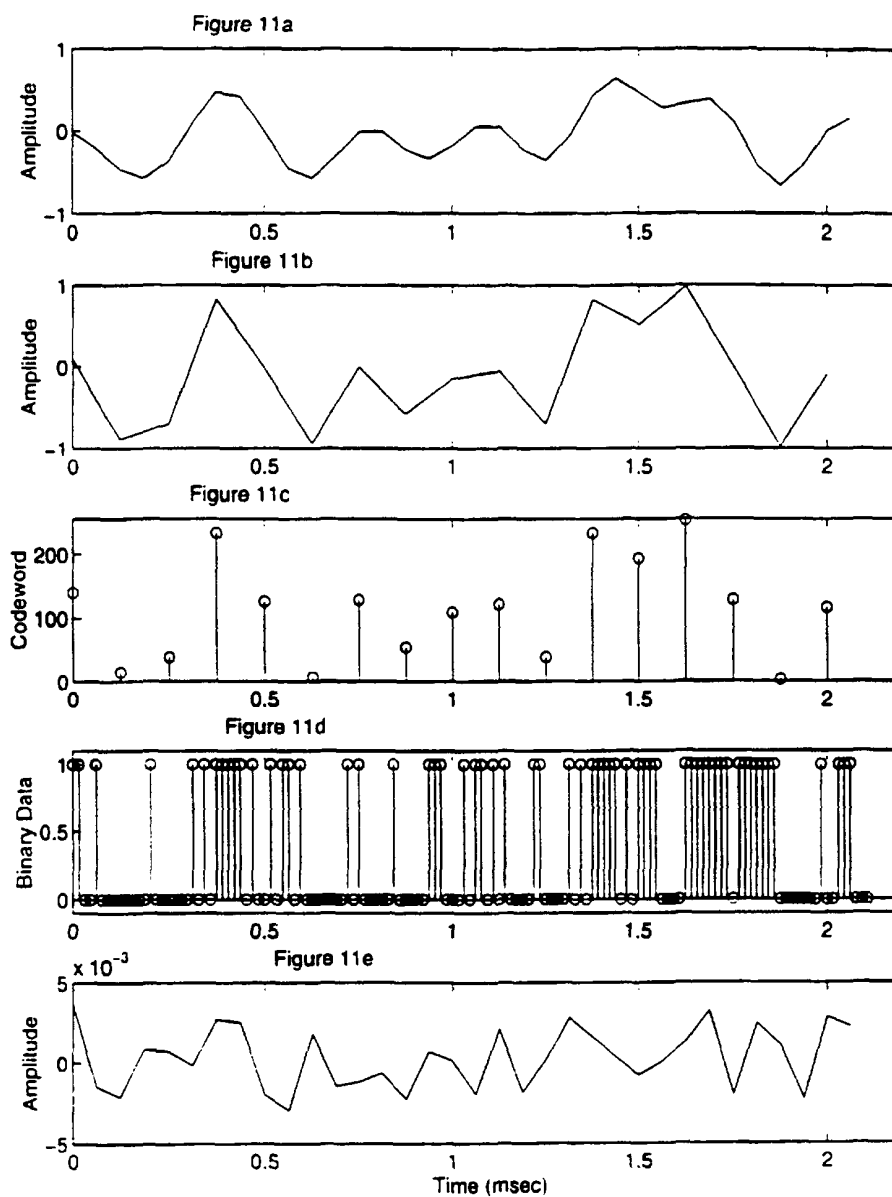 Figure 11a
1
0
-1
Amplitude
0 0.5 1 1.5 2
Figure 11b
1
0
-1
Amplitude
0 0.5 1 1.5 2
Figure 11c
200
100
0
Codeword
0 0.5 1 1.5 2
Figure 11d
1
0.5
0
Binary Data
0 0.5 1 1.5 2
Figure 11e
x 10⁻³
5
0
-5
Amplitude
0 0.5 1 1.5 2
Time (msec)